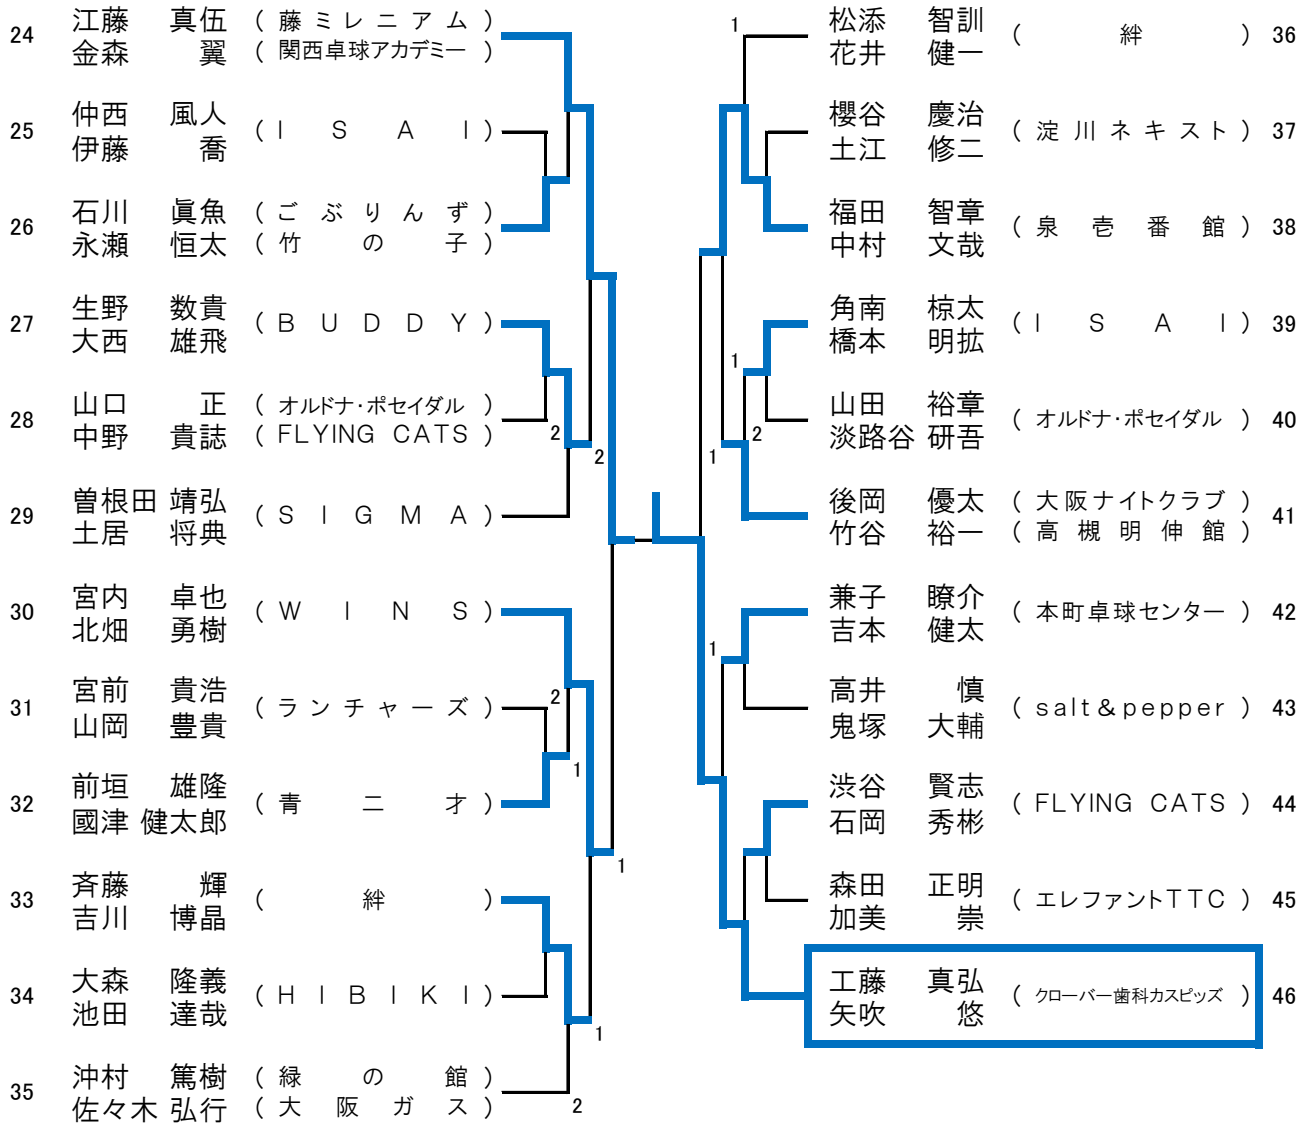 24 江藤 真伍 (藤ミレニアム)
金森 翼 (関西卓球アカデミー)
25 仲西 風人 (ISAI)
伊藤 喬
26 石川 眞魚 (ごぶりんず)
永瀬 恒太 (竹の子)
27 生野 数貴 (BUDDY)
大西 雄飛
28 山口 正 (オルドナ・ポセイダル)
中野 貴誌 (FLYING CATS)
29 曽根田 靖弘 (SIGMA)
土居 将典
30 宮内 卓也 (WINS)
北畑 勇樹
31 宮前 貴浩 (ランチャーズ)
山岡 豊貴
32 前垣 雄隆 (青二才)
國津 健太郎
33 斉藤 輝 (絆)
吉川 博晶
34 大森 隆義 (HIBIKI)
池田 達哉
35 沖村 篤樹 (緑の館)
佐々木 弘行 (大阪ガス)
2
2
2
1
1
1
2
1
1
2
1
1
松添 智訓 (絆) 36
花井 健一
櫻谷 慶治 (淀川ネキスト) 37
土江 修二
福田 智章 (泉壱番館) 38
中村 文哉
角南 椋太 (ISAI) 39
橋本 明拡
山田 裕章 (オルドナ・ポセイダル) 40
淡路谷 研吾
後岡 優太 (大阪ナイトクラブ) 41
竹谷 裕一 (高槻明伸館)
兼子 瞭介 (本町卓球センター) 42
吉本 健太
高井 慎 (salt&pepper) 43
鬼塚 大輔
渋谷 賢志 (FLYING CATS) 44
石岡 秀彬
森田 正明 (エレファントTTC) 45
加美 崇
工藤 真弘 (クローバー歯科カスピッズ) 46
矢吹 悠